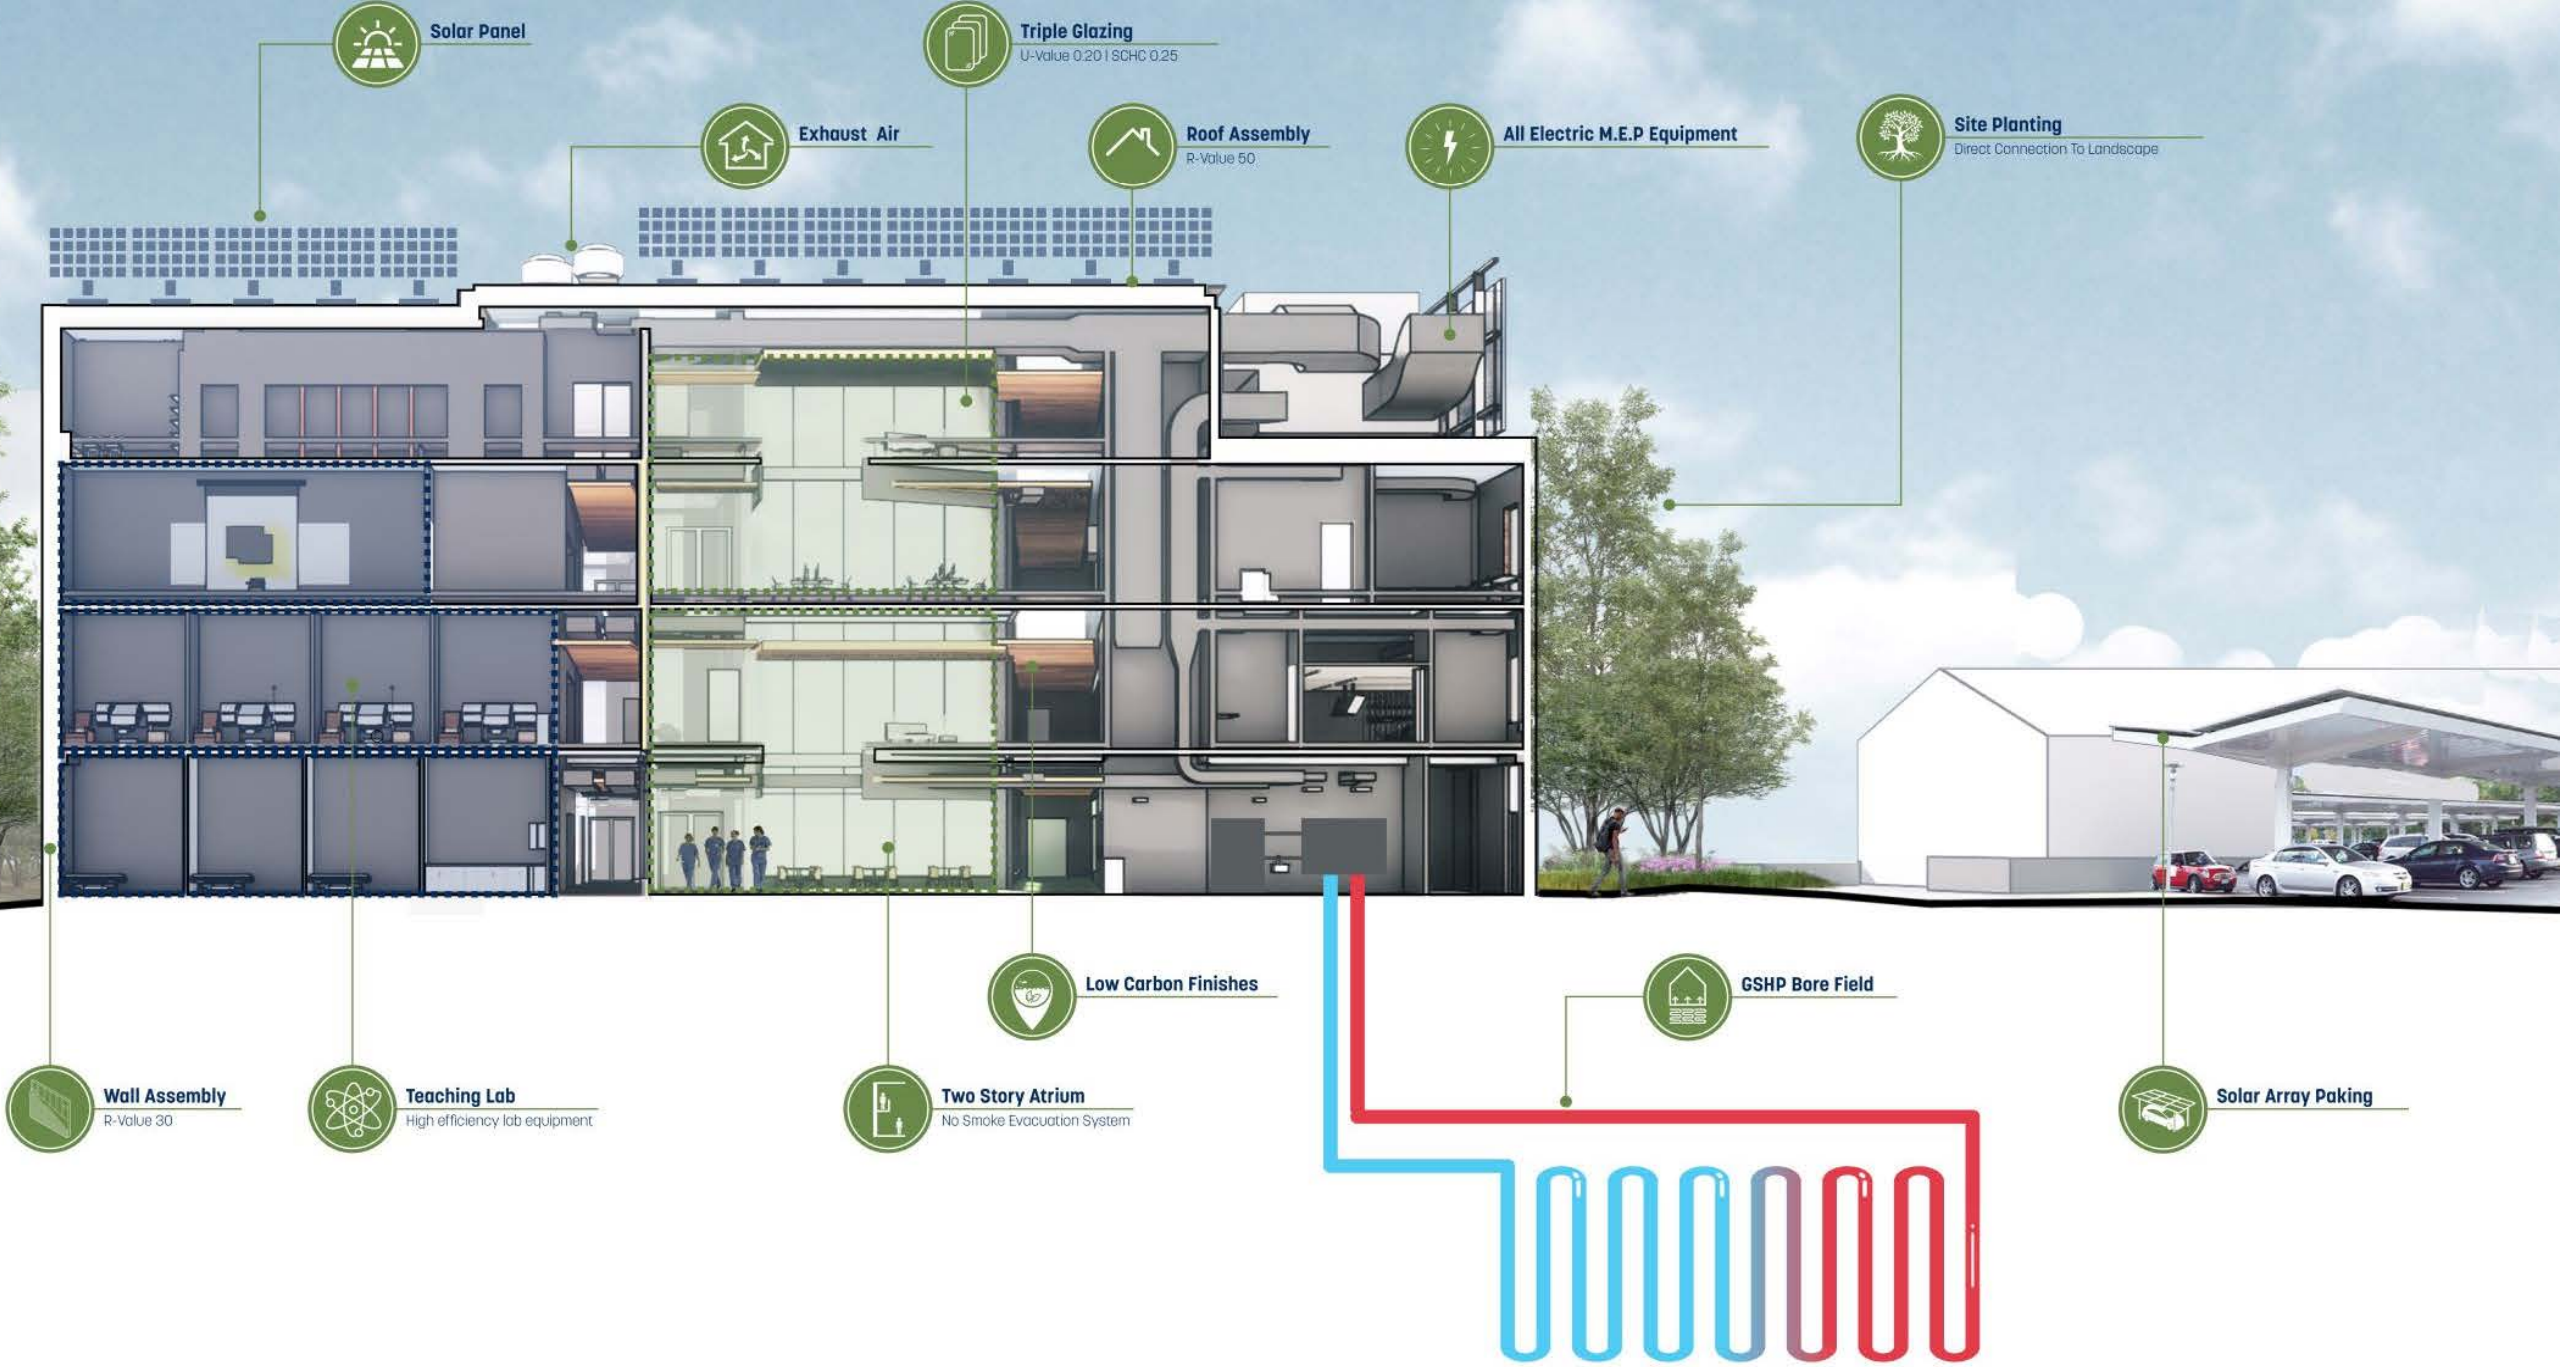 Solar Panel
Triple Glazing
U-Value 0.20 | SCHC 0.25
Exhaust Air
Roof Assembly
R-Value 50
All Electric M.E.P Equipment
Site Planting
Direct Connection To Landscape
Low Carbon Finishes
GSHP Bore Field
Wall Assembly
R-Value 30
Teaching Lab
High efficiency lab equipment
Two Story Atrium
No Smoke Evacuation System
Solar Array Paking